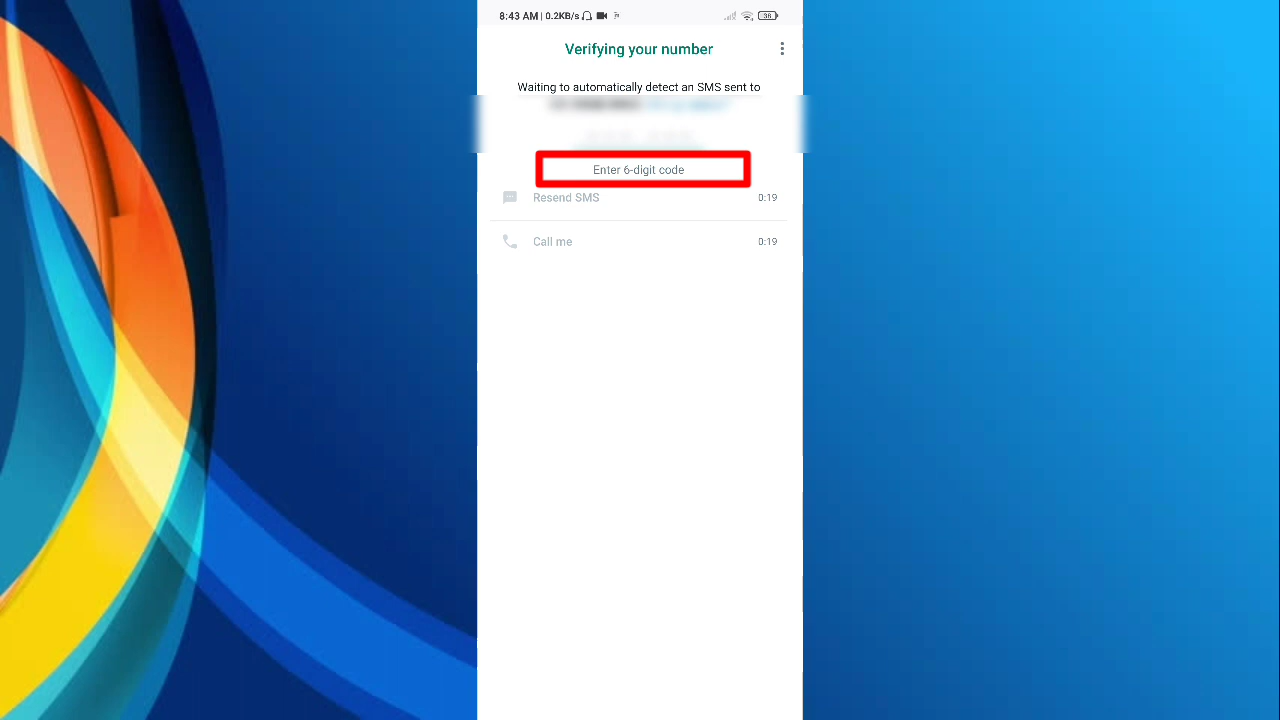 8:43 AM | 0.2KB/s
38
Verifying your number
Waiting to automatically detect an SMS sent to
Enter 6-digit code
Resend SMS 0:19
Call me 0:19